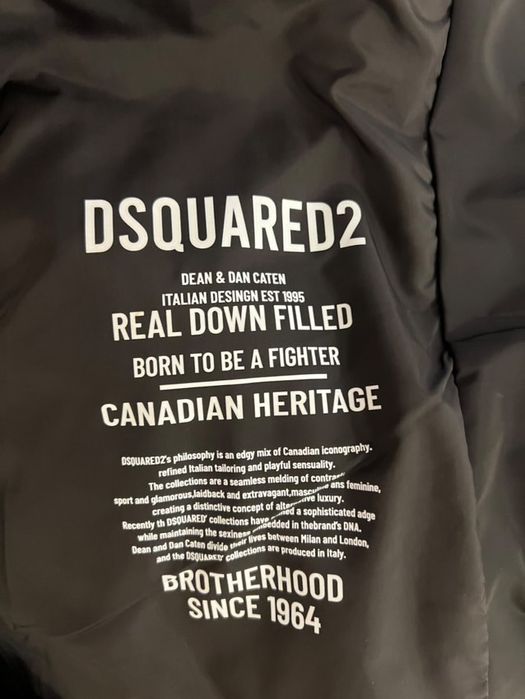 DSQUARED2
DEAN & DAN CATEN
ITALIAN DESINGN EST 1995
REAL DOWN FILLED
BORN TO BE A FIGHTER
CANADIAN HERITAGE
DSQUARED2's philosophy is an edgy mix of Canadian iconography.
refined Italian tailoring and playful sensuality.
The collections are a seamless melding of
sport and glamorous,laidback and extravagant, ans feminine,
creating a distinctive concept of luxury.
Recently th DSQUARED' collections have a sophisticated adge
while maintaining the in thebrand's DNA.
Dean and Dan Caten divide their lives between Milan and London,
and the DSQUARED' collections are produced in Italy.
BROTHERHOOD
SINCE 1964